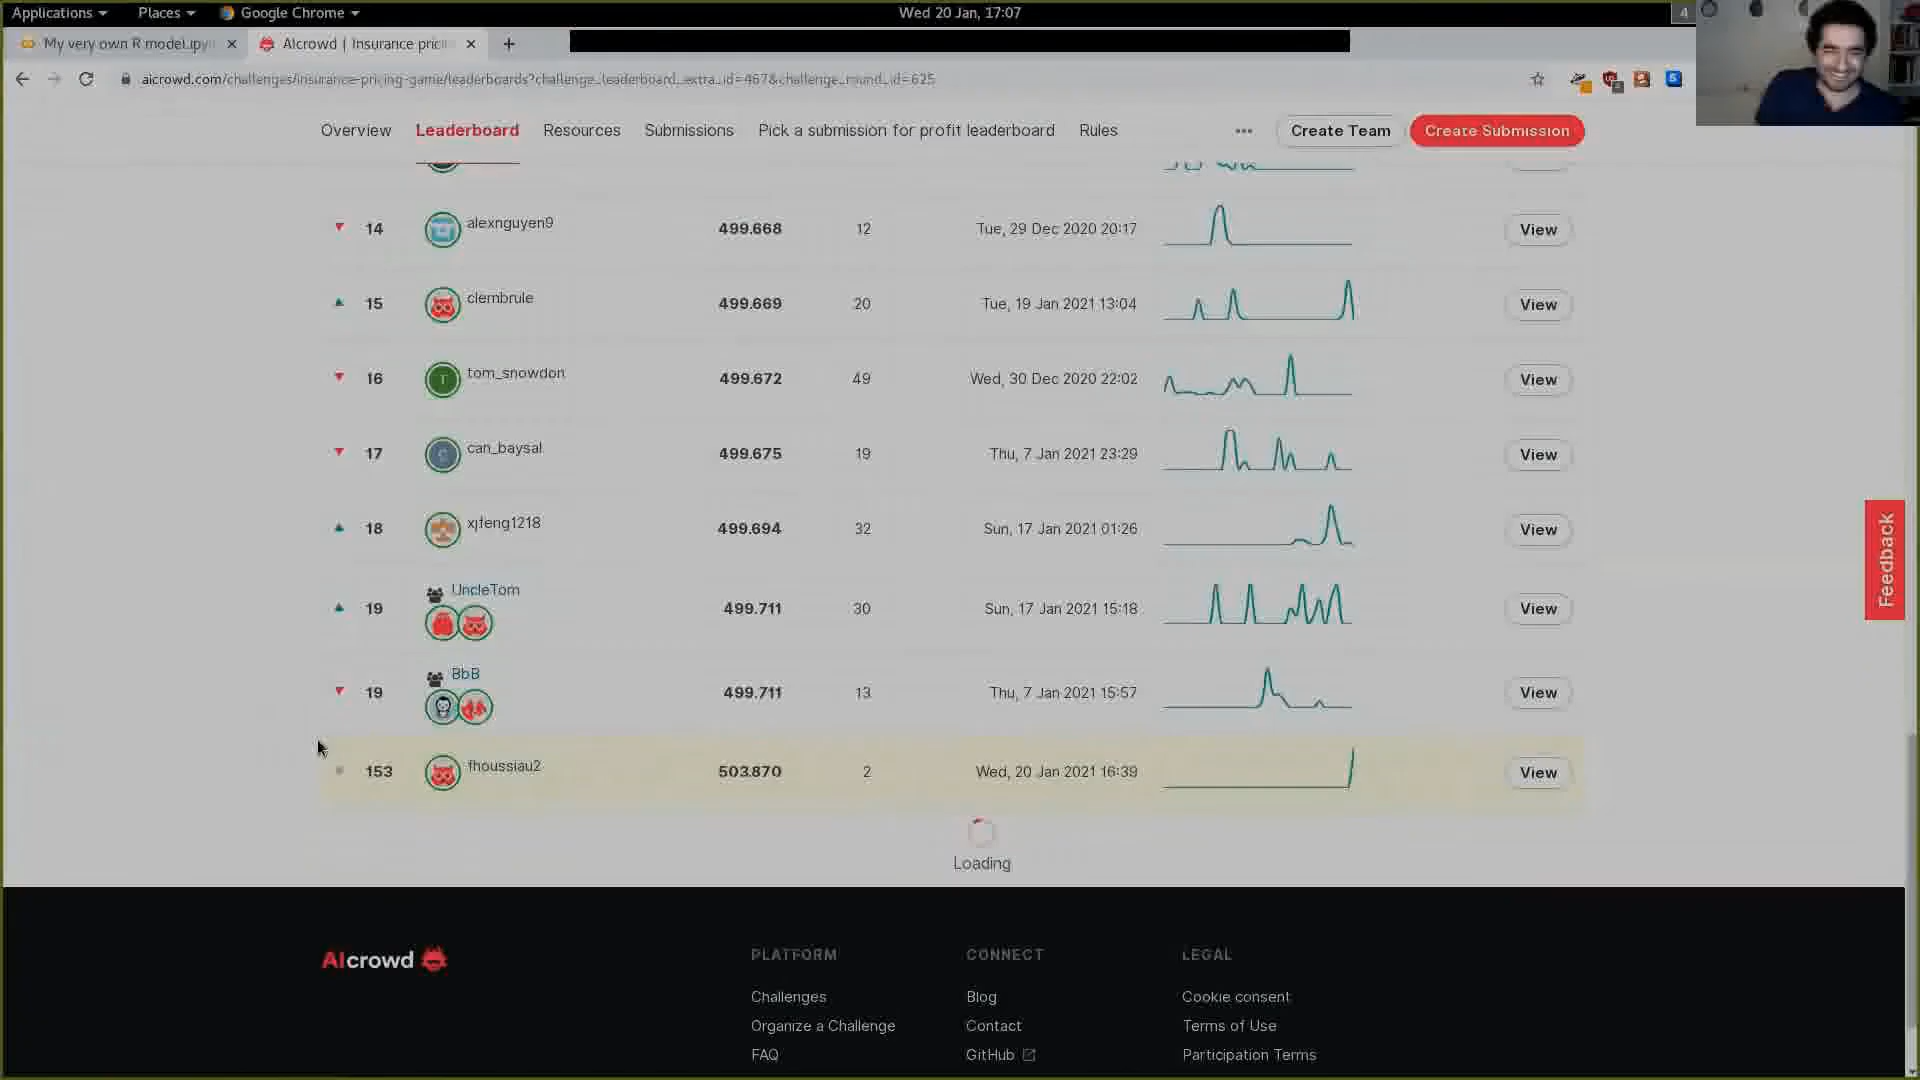 Applications Places Google Chrome Wed 20 Jan, 17:07 4
My very own R model.ipy AIcrowd | Insurance prici
aicrowd.com/challenges/insurance-pricing-game/leaderboards?challenge_leaderboard_extra_id=467&challenge_round_id=625
Overview Leaderboard Resources Submissions Pick a submission for profit leaderboard Rules ••• Create Team Create Submission
14 alexnguyen9 499.668 12 Tue, 29 Dec 2020 20:17 View
15 clembrule 499.669 20 Tue, 19 Jan 2021 13:04 View
16 tom_snowdon 499.672 49 Wed, 30 Dec 2020 22:02 View
17 can_baysal 499.675 19 Thu, 7 Jan 2021 23:29 View
18 xjfeng1218 499.694 32 Sun, 17 Jan 2021 01:26 View
19 UncleTom 499.711 30 Sun, 17 Jan 2021 15:18 View
19 BbB 499.711 13 Thu, 7 Jan 2021 15:57 View
153 fhoussiau2 503.870 2 Wed, 20 Jan 2021 16:39 View
Loading
Feedback
AIcrowd
PLATFORM CONNECT LEGAL
Challenges Blog Cookie consent
Organize a Challenge Contact Terms of Use
FAQ GitHub Participation Terms